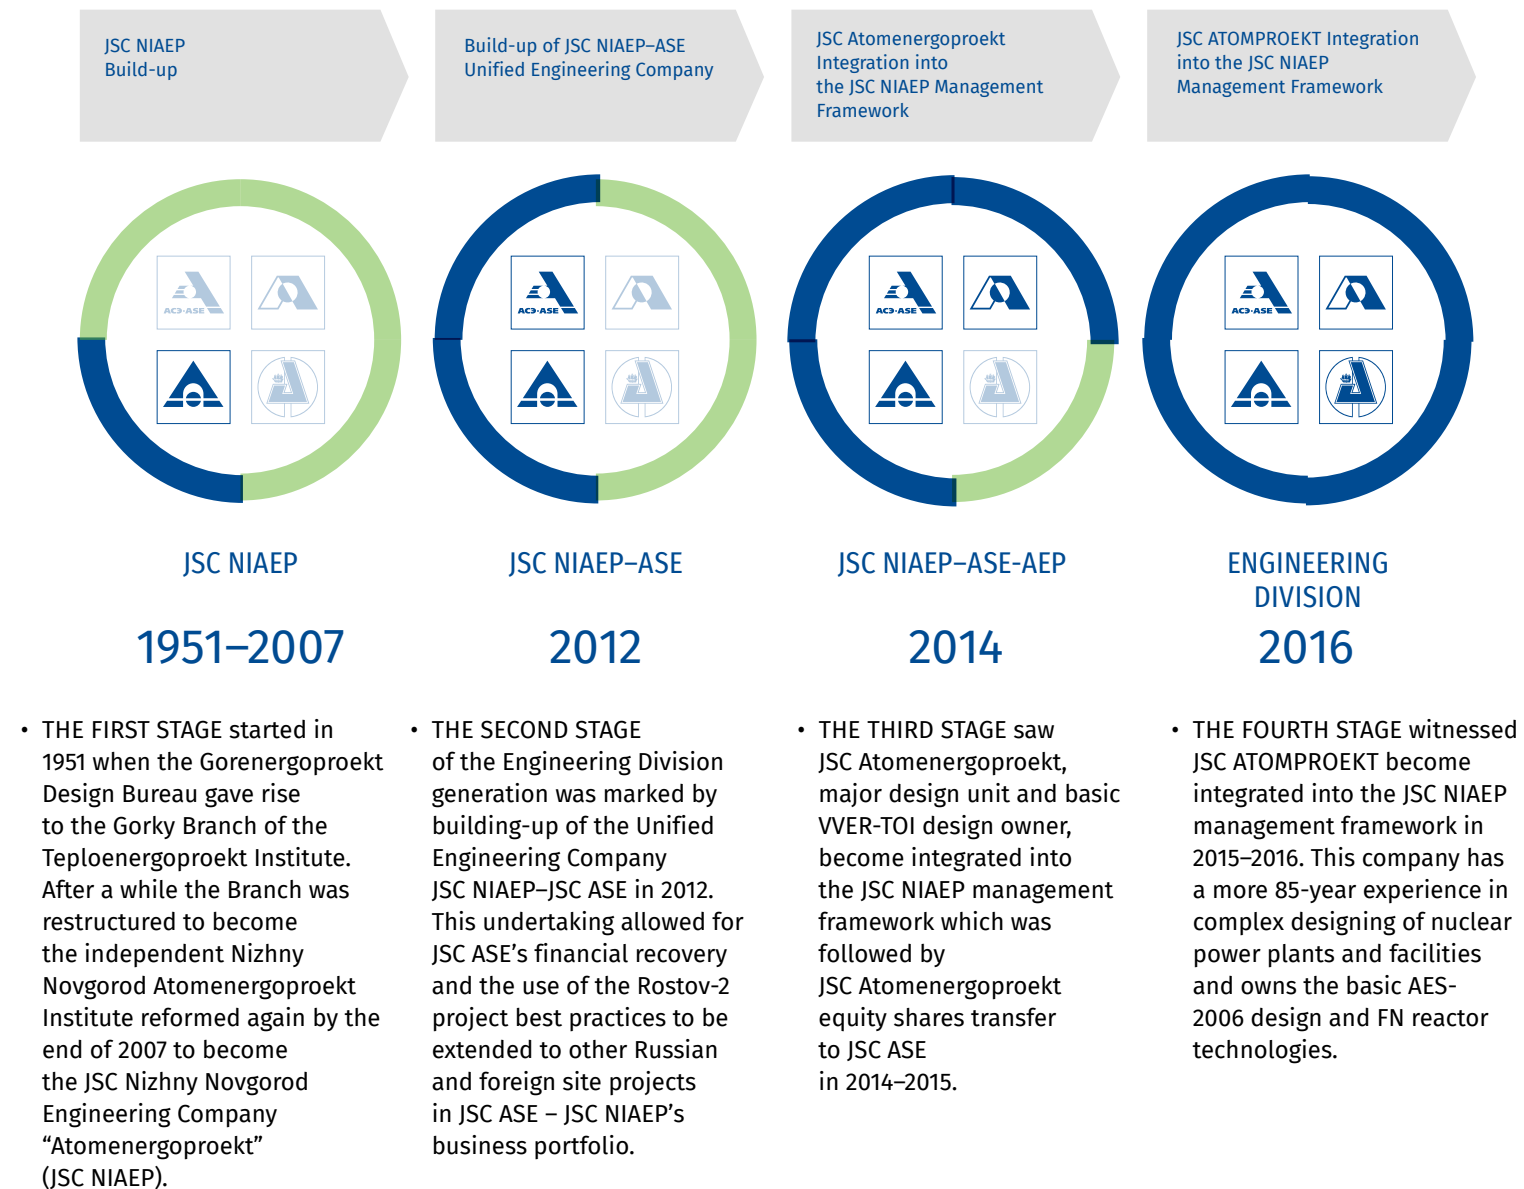 JSC NIAEP
Build-up
Build-up of JSC NIAEP–ASE
Unified Engineering Company
JSC Atomenergoproekt
Integration into
the JSC NIAEP Management
Framework
JSC ATOMPROEKT Integration
into the JSC NIAEP
Management Framework
АСЭ·ASE
АСЭ·ASE
АСЭ·ASE
АСЭ·ASE
JSC NIAEP
1951–2007
JSC NIAEP–ASE
2012
JSC NIAEP–ASE-AEP
2014
ENGINEERING
DIVISION
2016
• THE FIRST STAGE started in
1951 when the Gorenergoproekt
Design Bureau gave rise
to the Gorky Branch of the
Teploenergoproekt Institute.
After a while the Branch was
restructured to become
the independent Nizhny
Novgorod Atomenergoproekt
Institute reformed again by the
end of 2007 to become
the JSC Nizhny Novgorod
Engineering Company
“Atomenergoproekt”
(JSC NIAEP).
• THE SECOND STAGE
of the Engineering Division
generation was marked by
building-up of the Unified
Engineering Company
JSC NIAEP–JSC ASE in 2012.
This undertaking allowed for
JSC ASE’s financial recovery
and the use of the Rostov-2
project best practices to be
extended to other Russian
and foreign site projects
in JSC ASE – JSC NIAEP’s
business portfolio.
• THE THIRD STAGE saw
JSC Atomenergoproekt,
major design unit and basic
VVER-TOI design owner,
become integrated into
the JSC NIAEP management
framework which was
followed by
JSC Atomenergoproekt
equity shares transfer
to JSC ASE
in 2014–2015.
• THE FOURTH STAGE witnessed
JSC ATOMPROEKT become
integrated into the JSC NIAEP
management framework in
2015–2016. This company has
a more 85-year experience in
complex designing of nuclear
power plants and facilities
and owns the basic AES-
2006 design and FN reactor
technologies.